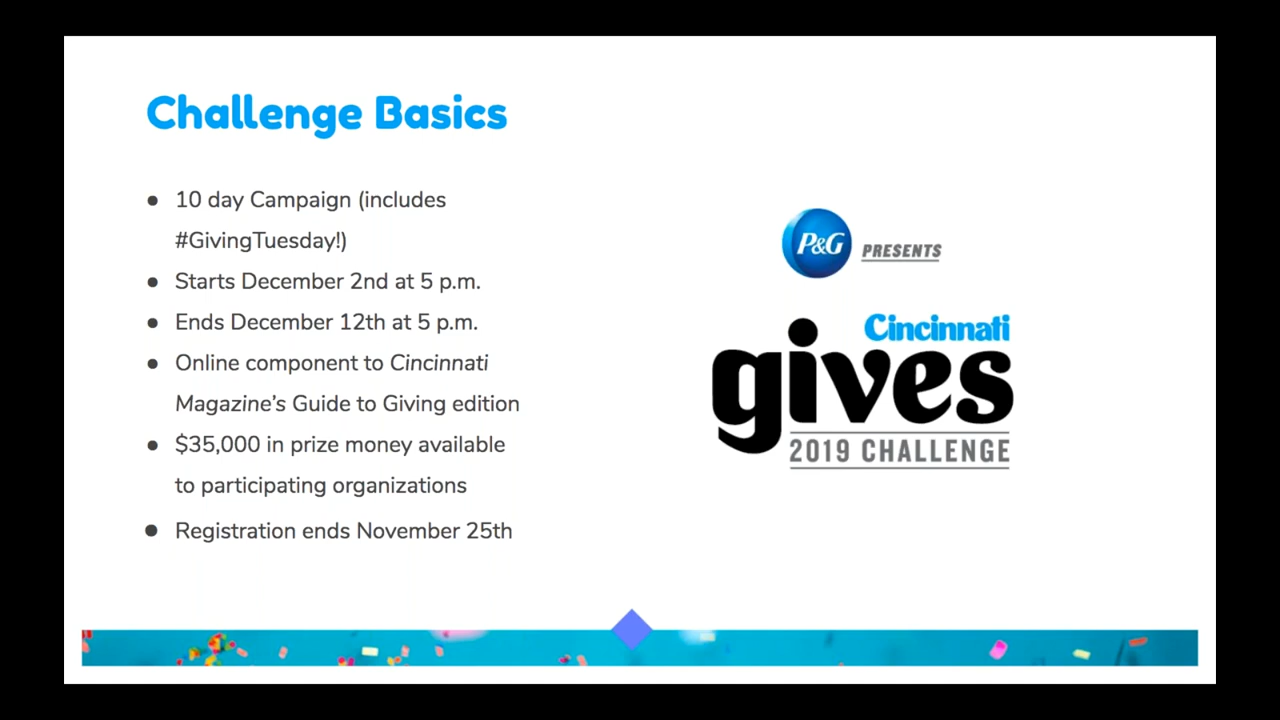 Challenge Basics
10 day Campaign (includes
#GivingTuesday!)
Starts December 2nd at 5 p.m.
Ends December 12th at 5 p.m.
Online component to Cincinnati
Magazine's Guide to Giving edition
$35,000 in prize money available
to participating organizations
Registration ends November 25th
P&G PRESENTS
Cincinnati
gives
2019 CHALLENGE